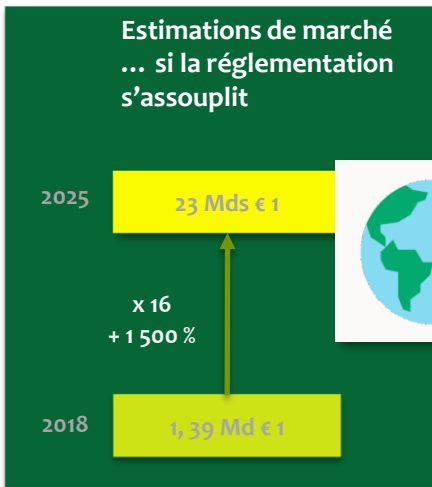 Estimations de marché
… si la réglementation
s’assouplit
2025
23 Mds € 1
x 16
+ 1 500 %
2018
1, 39 Md € 1